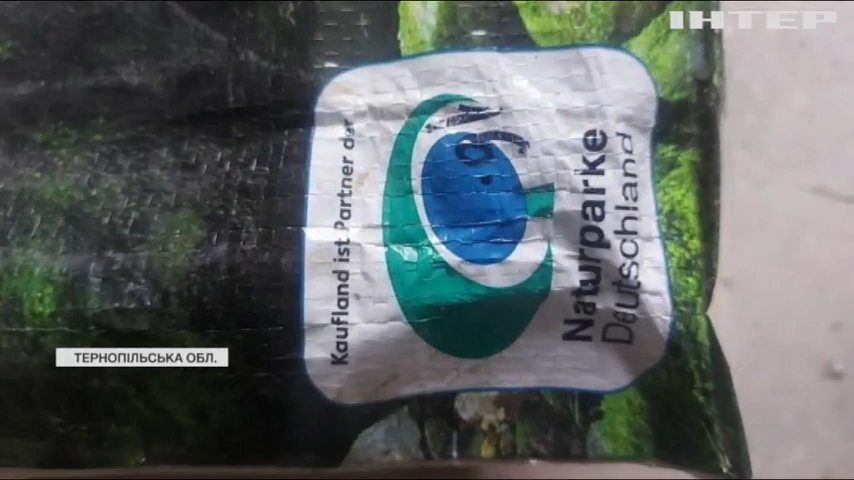 ІНТЕР
Kaufland ist Partner der
Naturparke
Deutschland
ТЕРНОПІЛЬСЬКА ОБЛ.